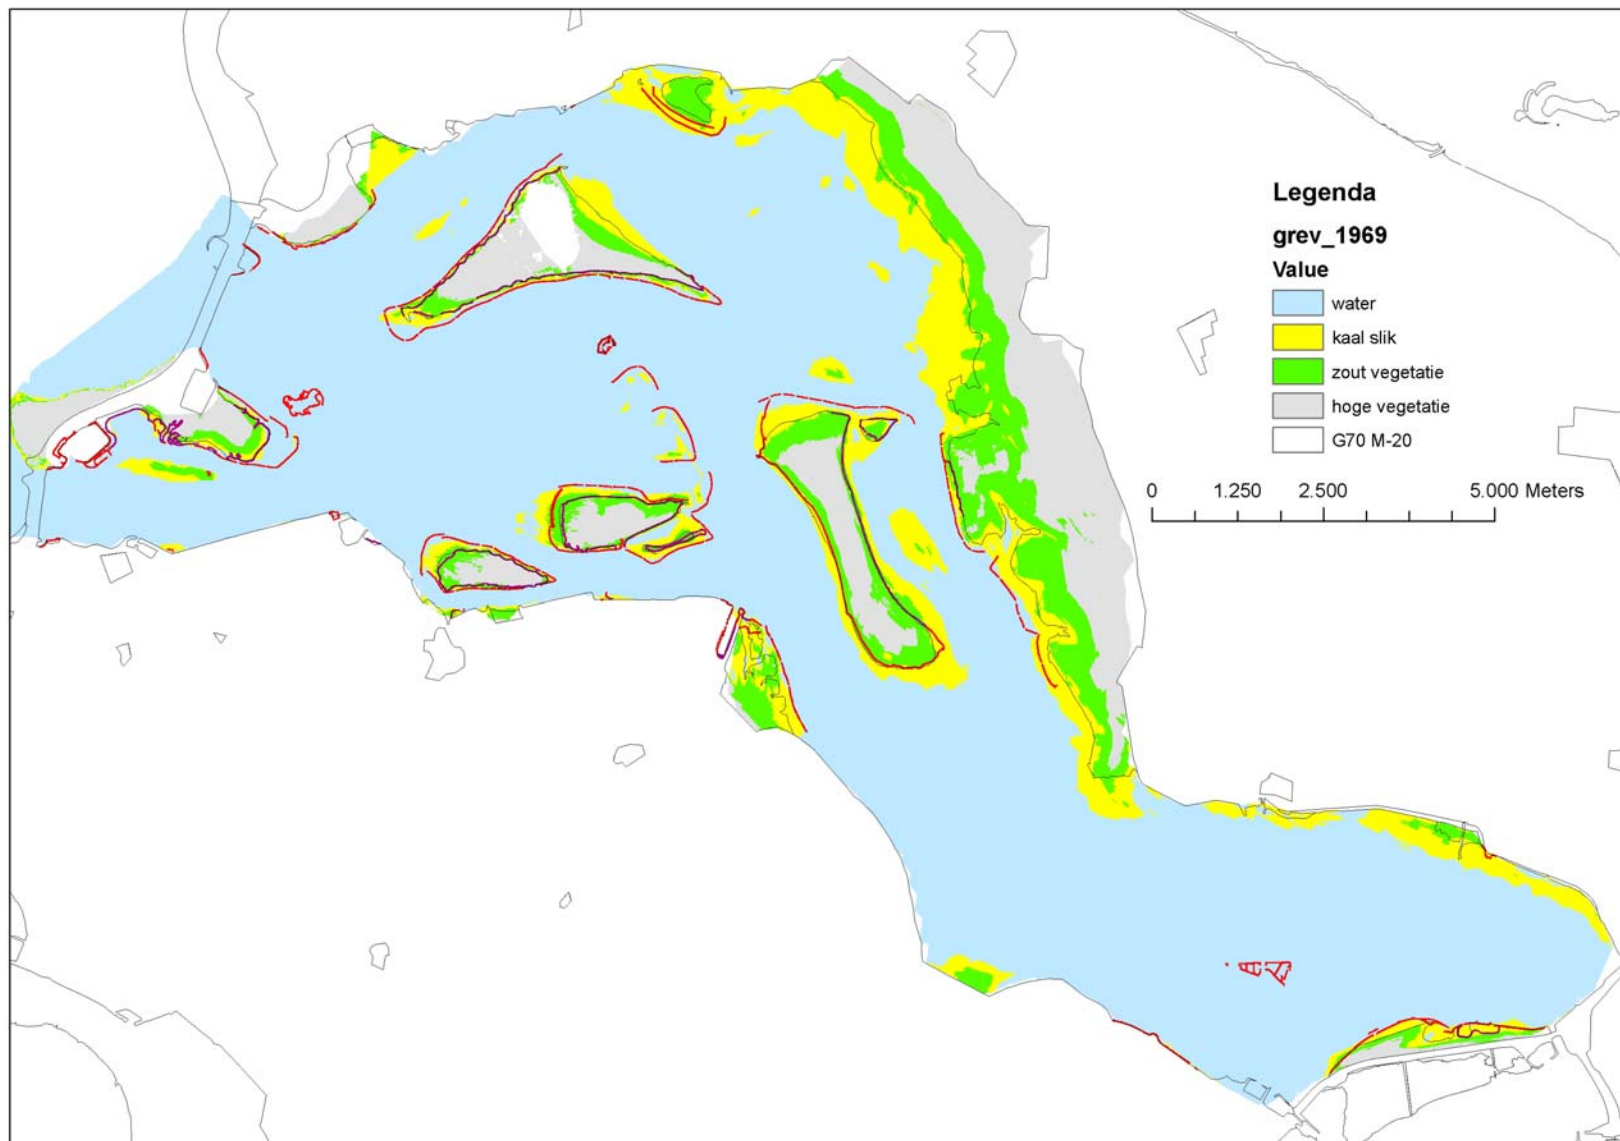 Legenda
grev_1969
Value
water
kaal slik
zout vegetatie
hoge vegetatie
G70 M-20
0 1.250 2.500 5.000 Meters